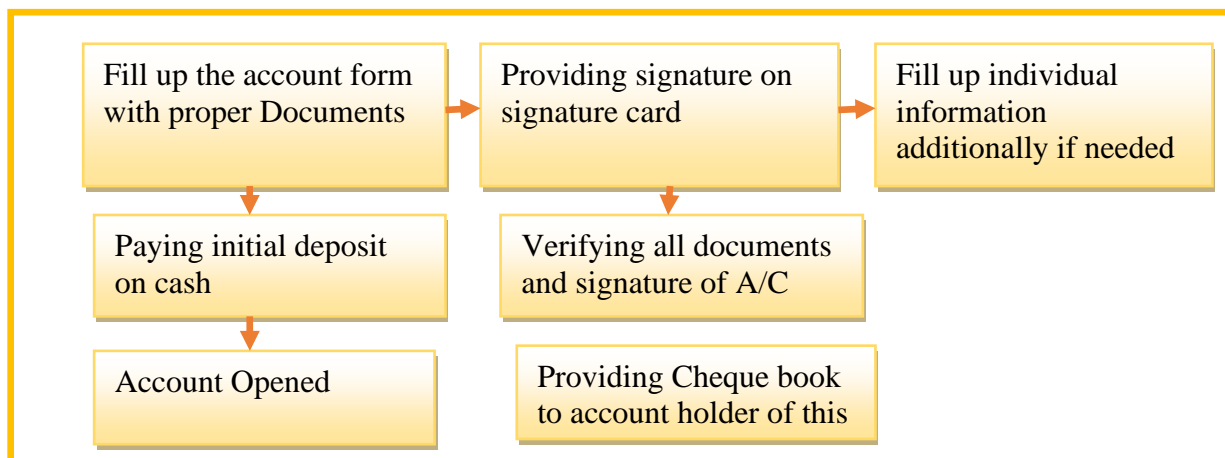 Fill up the account form
with proper Documents
Providing signature on
signature card
Fill up individual
information
additionally if needed
Paying initial deposit
on cash
Verifying all documents
and signature of A/C
Account Opened
Providing Cheque book
to account holder of this